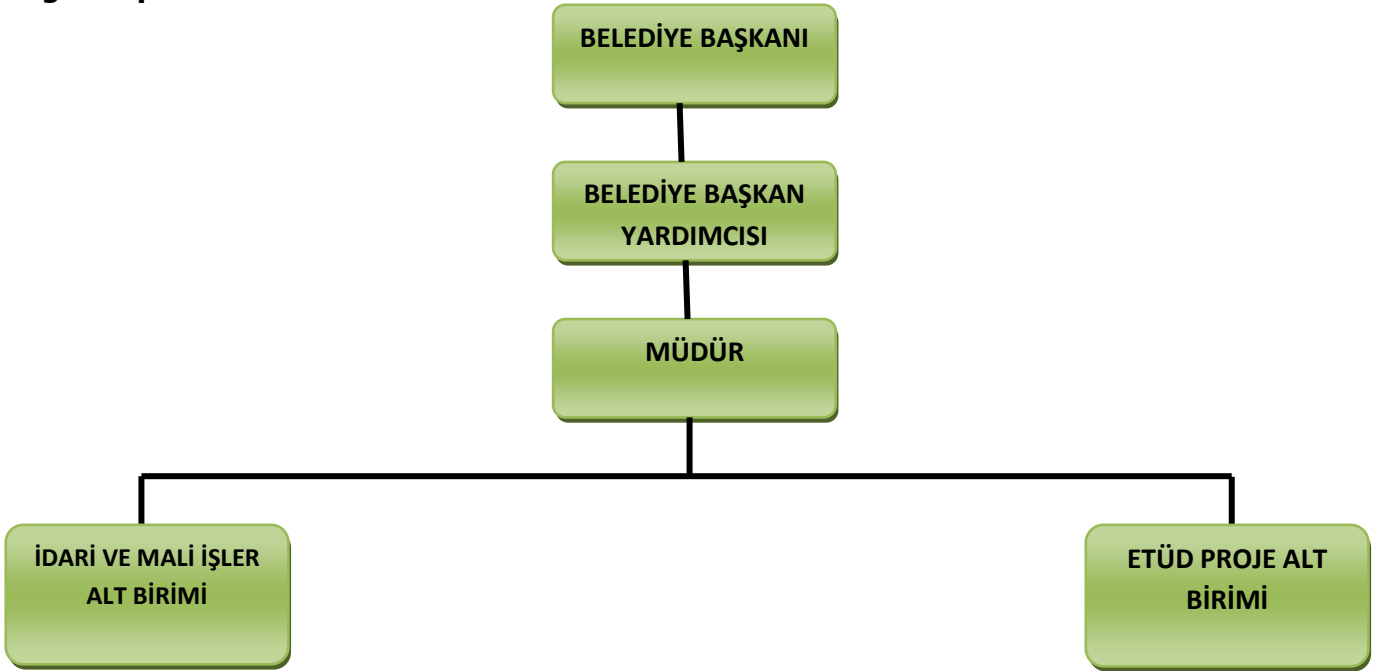 BELEDİYE BAŞKANI
BELEDİYE BAŞKAN
YARDIMCISI
MÜDÜR
İDARİ VE MALİ İŞLER
ALT BİRİMİ
ETÜD PROJE ALT
BİRİMİ